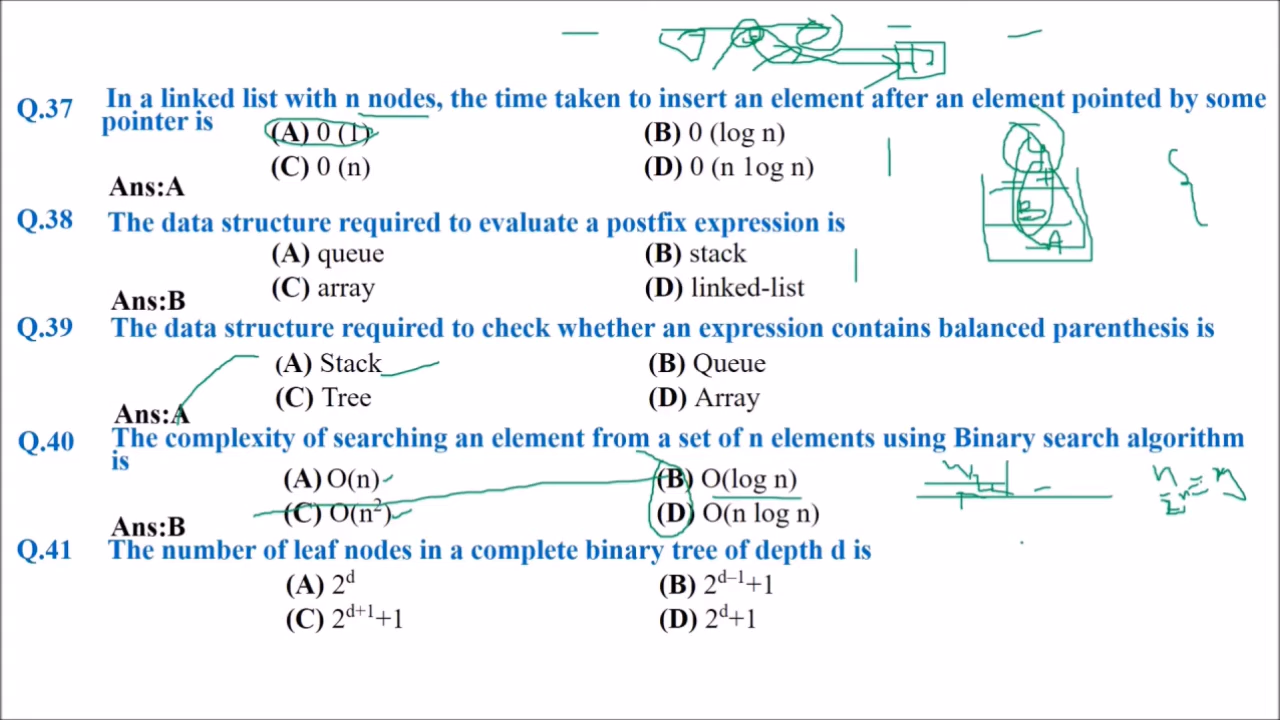 Q.37 In a linked list with n nodes, the time taken to insert an element after an element pointed by some
pointer is
(A) 0 (1) (B) 0 (log n)
(C) 0 (n) (D) 0 (n 1og n)
Ans:A
Q.38 The data structure required to evaluate a postfix expression is
(A) queue (B) stack
(C) array (D) linked-list
Ans:B
Q.39 The data structure required to check whether an expression contains balanced parenthesis is
(A) Stack (B) Queue
(C) Tree (D) Array
Ans:A
Q.40 The complexity of searching an element from a set of n elements using Binary search algorithm
is
(A) O(n) (B) O(log n)
(C) O(n²) (D) O(n log n)
Ans:B
Q.41 The number of leaf nodes in a complete binary tree of depth d is
(A) 2^d (B) 2^d–1+1
(C) 2^d+1+1 (D) 2^d+1
A
B